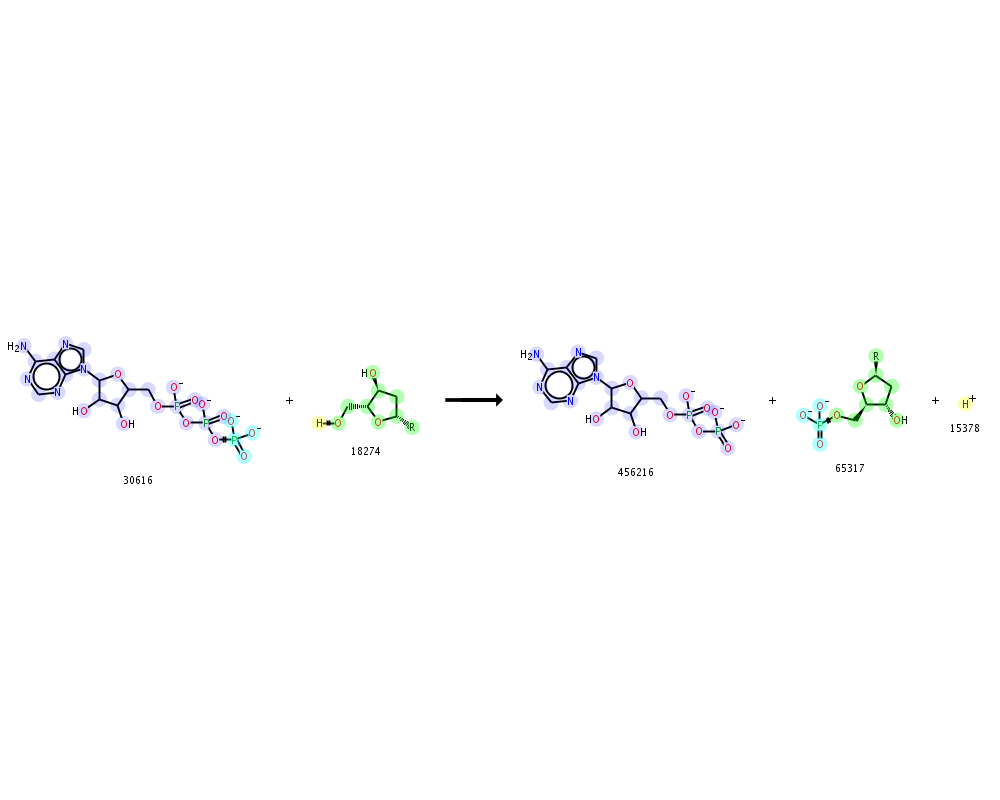 H2N N N N N O HO OH O P O- O O P O- O O P O- O- O
30616
+
H O HO O R
18274
H2N N N N N O HO OH O P O- O O P O- O- O
456216
+
R O OH O P O- O- O
65317
+
H+
15378